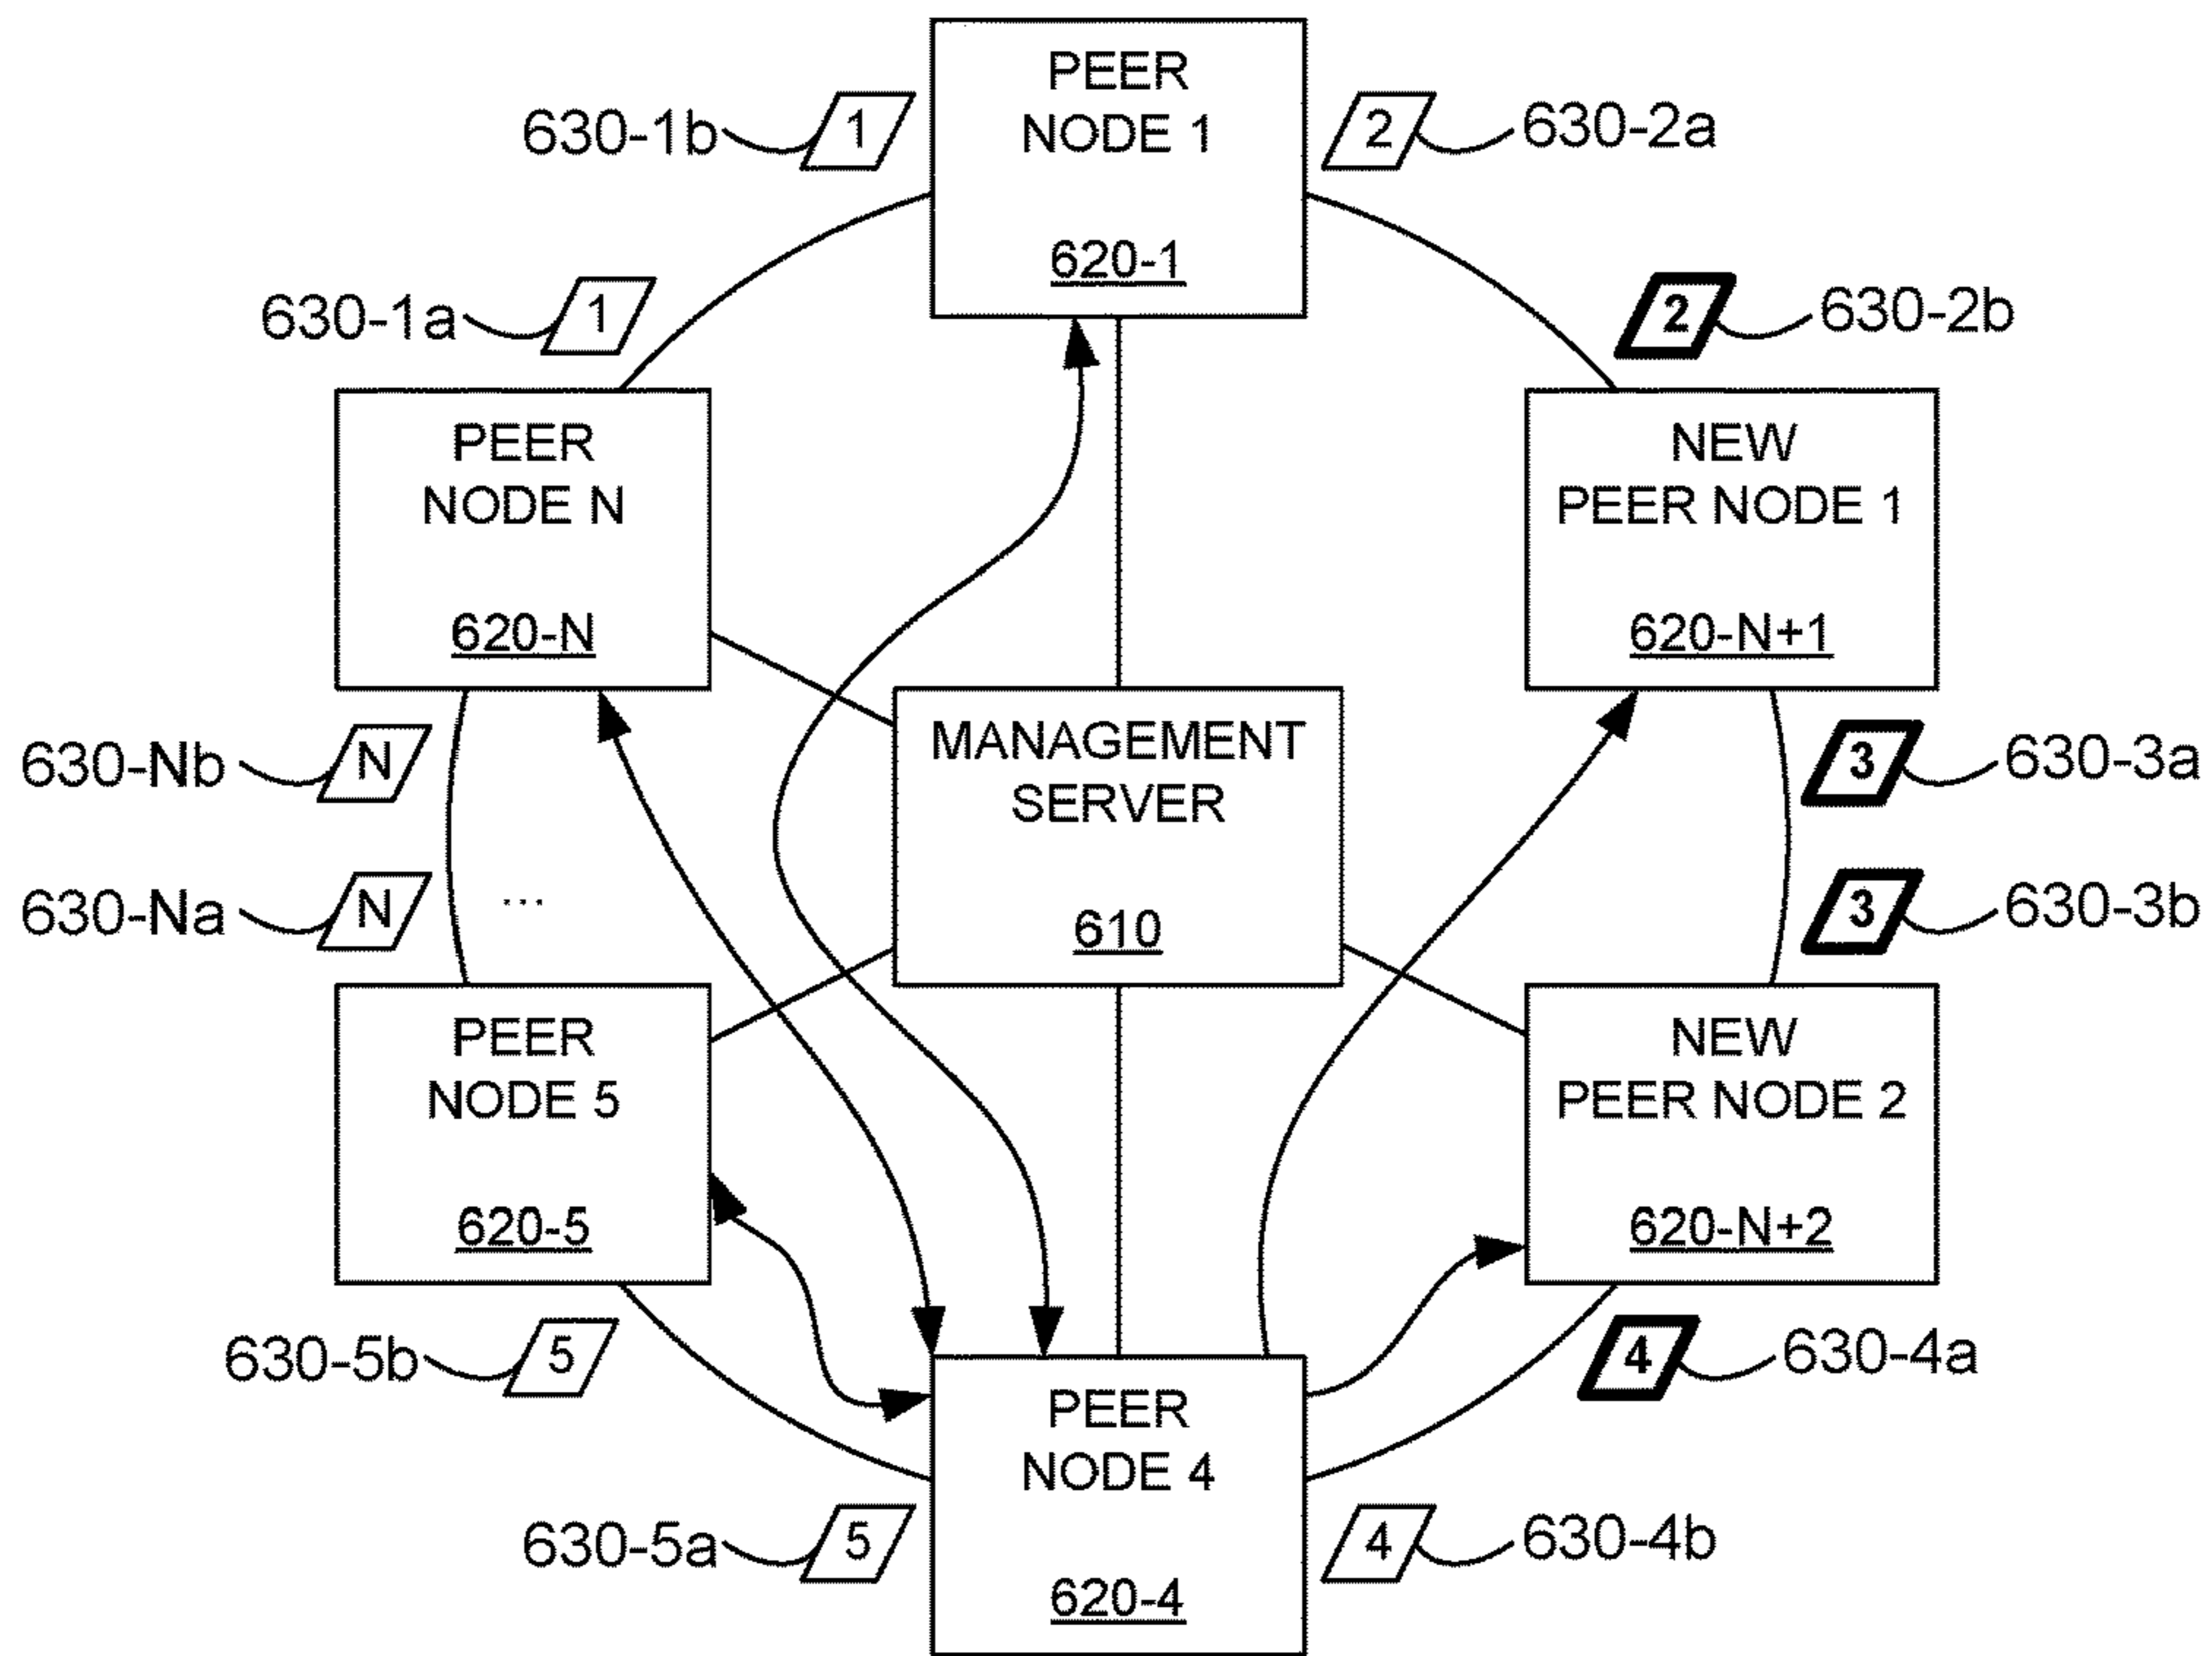 PEER
NODE 1
620-1
630-1b
1
2
630-2a
630-1a
1
2
630-2b
PEER
NODE N
620-N
NEW
PEER NODE 1
620-N+1
630-Nb
N
MANAGEMENT
SERVER
610
3
630-3a
630-Na
N
...
3
630-3b
PEER
NODE 5
620-5
NEW
PEER NODE 2
620-N+2
630-5b
5
4
630-4a
PEER
NODE 4
620-4
630-5a
5
4
630-4b